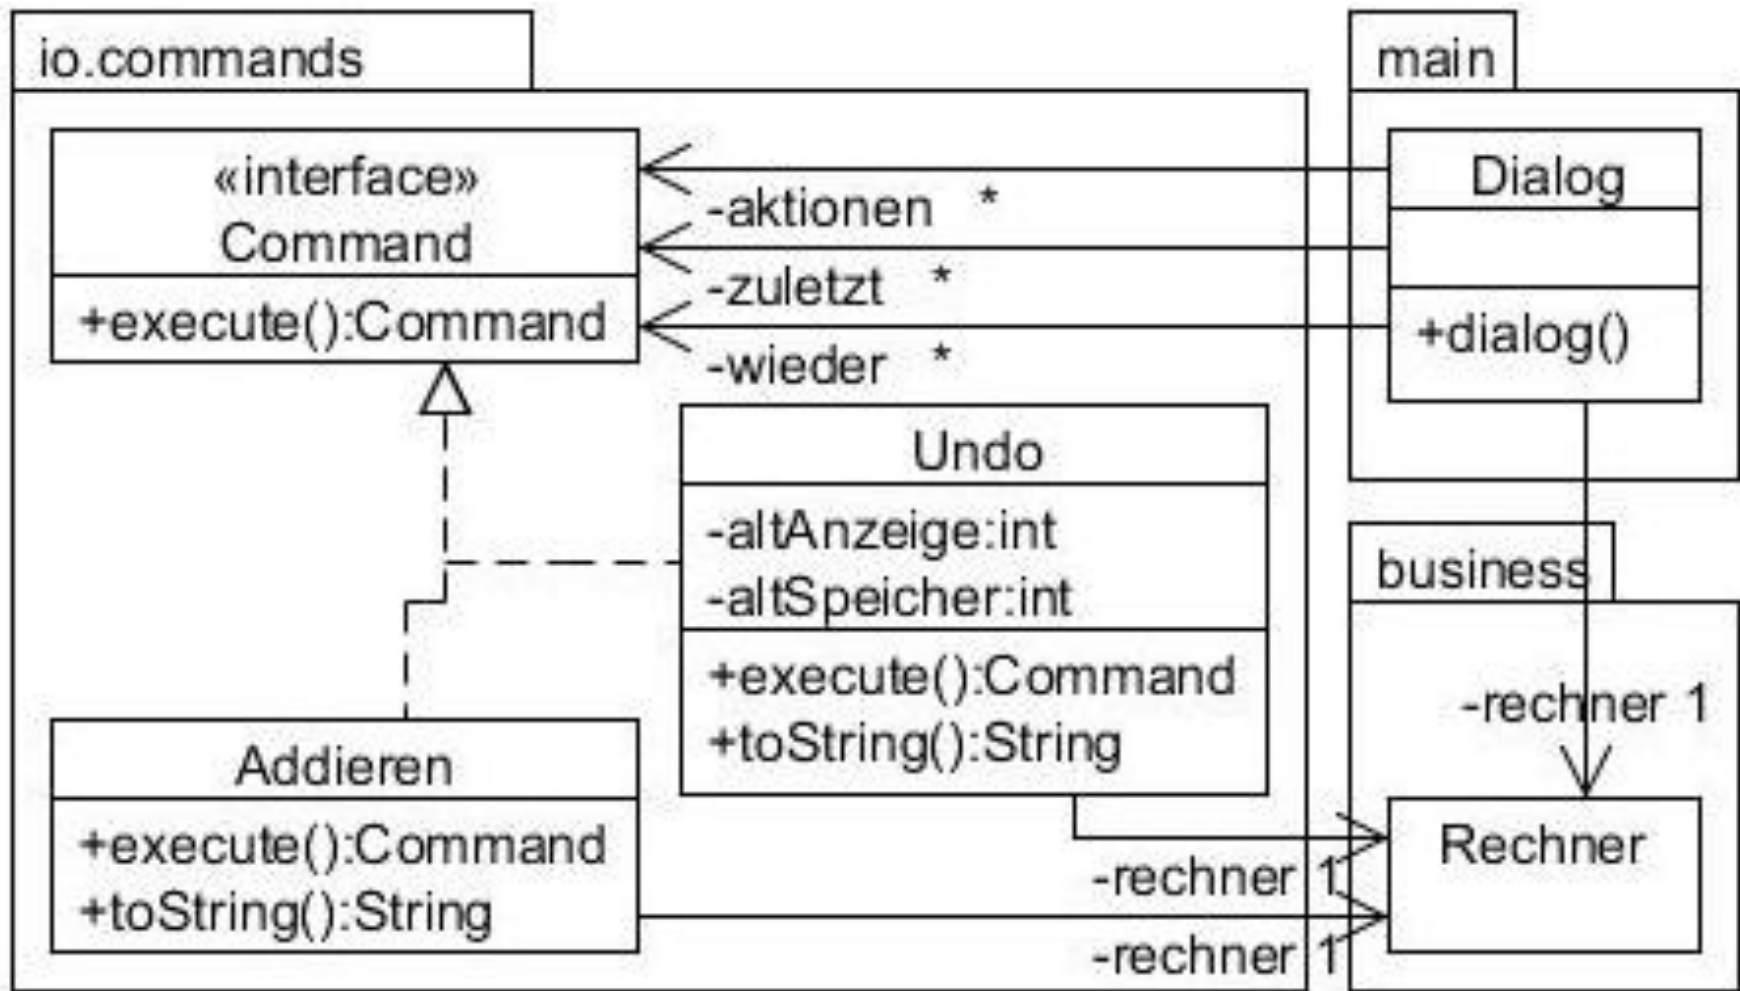 io.commands
«interface»
Command
+execute():Command
-aktionen *
-zuletzt *
-wieder *
Undo
-altAnzeige:int
-altSpeicher:int
+execute():Command
+toString():String
Addieren
+execute():Command
+toString():String
-rechner 1
-rechner 1
main
Dialog
+dialog()
business
-rechner 1
Rechner